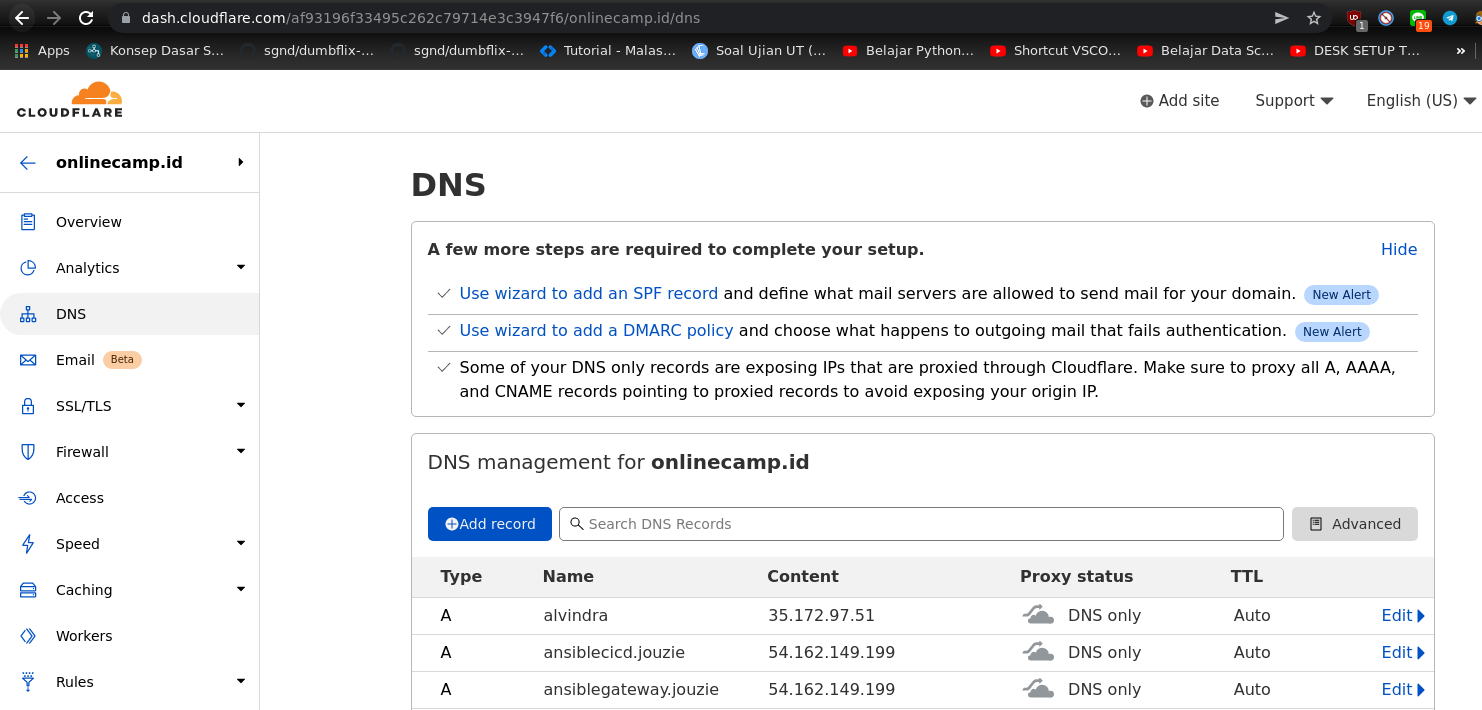 dash.cloudflare.com/af93196f33495c262c79714e3c3947f6/onlinecamp.id/dns
1
19
Apps Konsep Dasar S... sgnd/dumbflix-... sgnd/dumbflix-... Tutorial - Malas... Soal Ujian UT (... Belajar Python... Shortcut VSCO... Belajar Data Sc... DESK SETUP T... »
CLOUDFLARE
Add site Support English (US)
onlinecamp.id
Overview
Analytics
DNS
Email Beta
SSL/TLS
Firewall
Access
Speed
Caching
Workers
Rules
DNS
A few more steps are required to complete your setup. Hide
Use wizard to add an SPF record and define what mail servers are allowed to send mail for your domain. New Alert
Use wizard to add a DMARC policy and choose what happens to outgoing mail that fails authentication. New Alert
Some of your DNS only records are exposing IPs that are proxied through Cloudflare. Make sure to proxy all A, AAAA,
and CNAME records pointing to proxied records to avoid exposing your origin IP.
DNS management for onlinecamp.id
Add record Search DNS Records Advanced
Type Name Content Proxy status TTL
A alvindra 35.172.97.51 DNS only Auto Edit
A ansiblecicd.jouzie 54.162.149.199 DNS only Auto Edit
A ansiblegateway.jouzie 54.162.149.199 DNS only Auto Edit